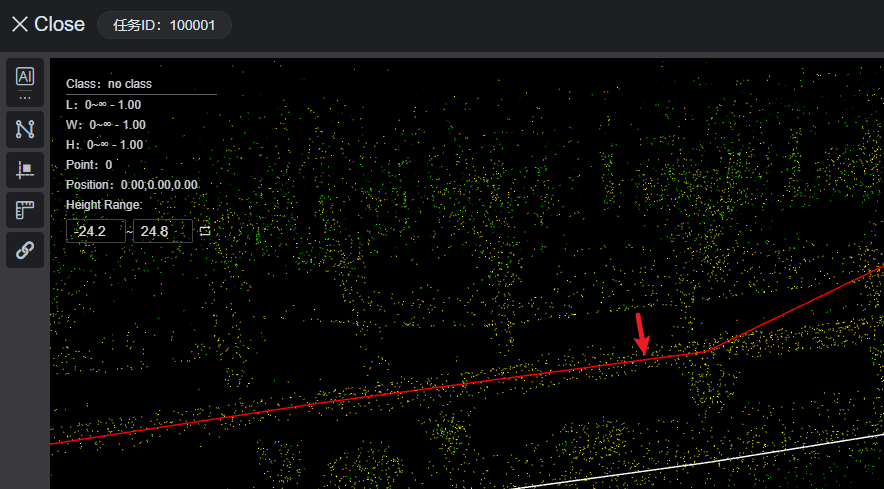 Close
任务ID：100001
AI
...
Class：no class
L：0~∞ - 1.00
W：0~∞ - 1.00
H：0~∞ - 1.00
Point：0
Position：0.00;0.00,0.00
Height Range:
-24.2 ~ 24.8